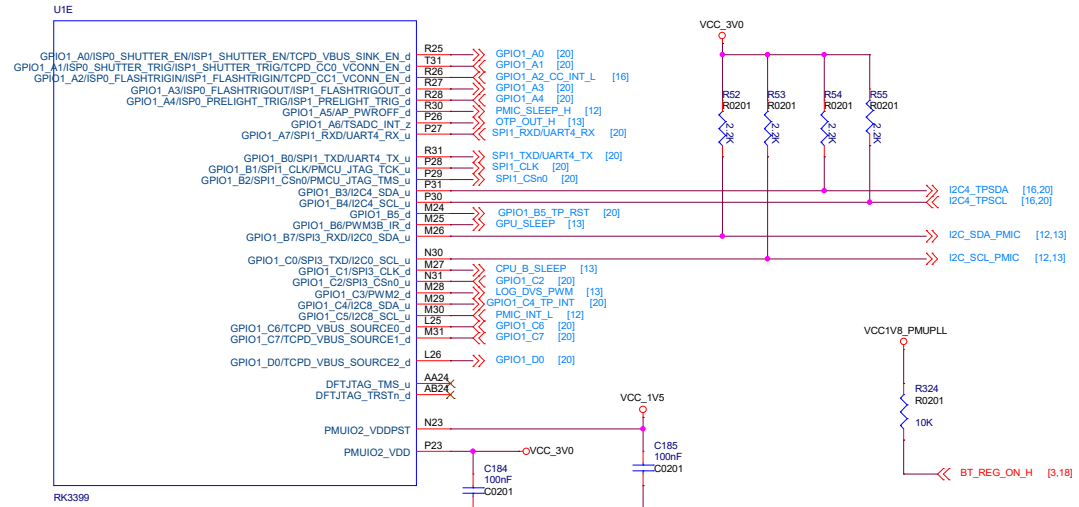 U1E
VCC_3V0
GPIO1_A0/ISP0_SHUTTER_EN/ISP1_SHUTTER_EN/TCPD_VBUS_SINK_EN_d R25 GPIO1_A0 [20]
GPIO1_A1/ISP0_SHUTTER_TRIG/ISP1_SHUTTER_TRIG/TCPD_CC0_VCONN_EN_d T31 GPIO1_A1 [20]
GPIO1_A2/ISP0_FLASHTRIGIN/ISP1_FLASHTRIGIN/TCPD_CC1_VCONN_EN_d R26 GPIO1_A2_CC_INT_L [16]
GPIO1_A3/ISP0_FLASHTRIGOUT/ISP1_FLASHTRIGOUT_d R27 GPIO1_A3 [20]
GPIO1_A4/ISP0_PRELIGHT_TRIG/ISP1_PRELIGHT_TRIG_d R28 GPIO1_A4 [20]
GPIO1_A5/AP_PWROFF_d R30 PMIC_SLEEP_H [12]
GPIO1_A6/TSADC_INT_z P26 OTP_OUT_H [13]
GPIO1_A7/SPI1_RXD/UART4_RX_u P27 SPI1_RXD/UART4_RX [20]
R52 R53 R54 R55
R0201 R0201 R0201 R0201
2.2K 2.2K 2.2K 2.2K
GPIO1_B0/SPI1_TXD/UART4_TX_u R31 SPI1_TXD/UART4_TX [20]
GPIO1_B1/SPI1_CLK/PMCU_JTAG_TCK_u P28 SPI1_CLK [20]
GPIO1_B2/SPI1_CSn0/PMCU_JTAG_TMS_u P29 SPI1_CSn0 [20]
GPIO1_B3/I2C4_SDA_u P31 I2C4_TPSDA [16,20]
GPIO1_B4/I2C4_SCL_u P30 I2C4_TPSCL [16,20]
GPIO1_B5_d M24 GPIO1_B5_TP_RST [20]
GPIO1_B6/PWM3B_IR_d M25 GPU_SLEEP [13]
GPIO1_B7/SPI3_RXD/I2C0_SDA_u M26 I2C_SDA_PMIC [12,13]
GPIO1_C0/SPI3_TXD/I2C0_SCL_u N30 I2C_SCL_PMIC [12,13]
GPIO1_C1/SPI3_CLK_d M27 CPU_B_SLEEP [13]
GPIO1_C2/SPI3_CSn0_u N31 GPIO1_C2 [20]
GPIO1_C3/PWM2_d M28 LOG_DVS_PWM [13]
GPIO1_C4/I2C8_SDA_u M29 GPIO1_C4_TP_INT [20]
GPIO1_C5/I2C8_SCL_u M30 PMIC_INT_L [12]
GPIO1_C6/TCPD_VBUS_SOURCE0_d L25 GPIO1_C6 [20]
GPIO1_C7/TCPD_VBUS_SOURCE1_d M31 GPIO1_C7 [20]
VCC1V8_PMUPLL
GPIO1_D0/TCPD_VBUS_SOURCE2_d L26 GPIO1_D0 [20]
DFTJTAG_TMS_u AA24
DFTJTAG_TRSTn_d AB24
R324
R0201
10K
VCC_1V5
PMUIO2_VDDPST N23
PMUIO2_VDD P23 VCC_3V0
C185
100nF
C0201
C184
100nF
C0201
BT_REG_ON_H [3,18]
RK3399